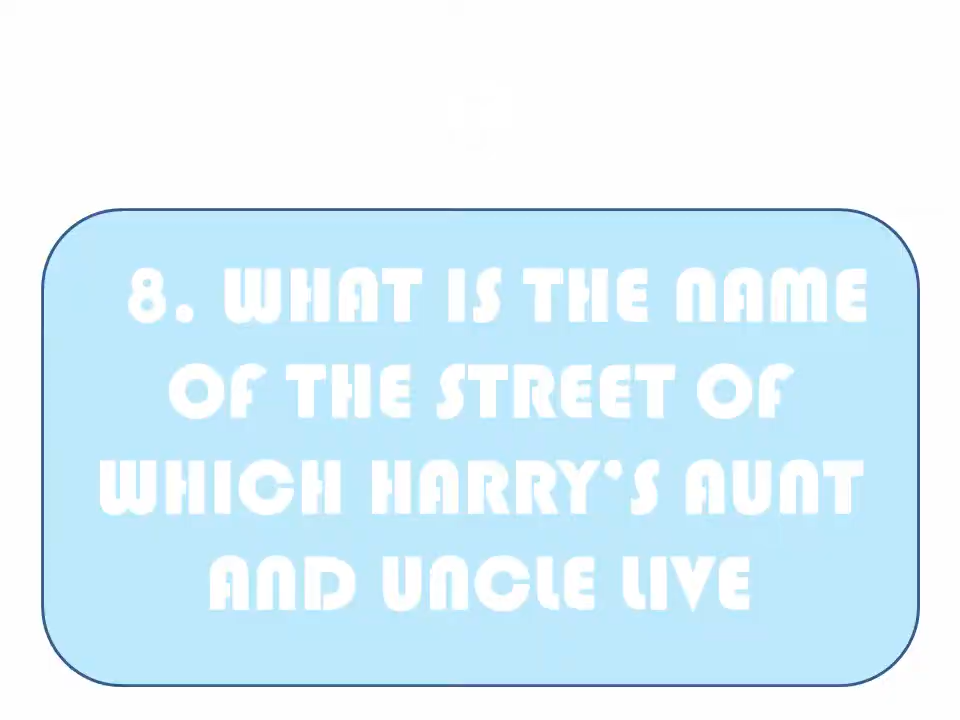 8. WHAT IS THE NAME
OF THE STREET OF
WHICH HARRY'S AUNT
AND UNCLE LIVE